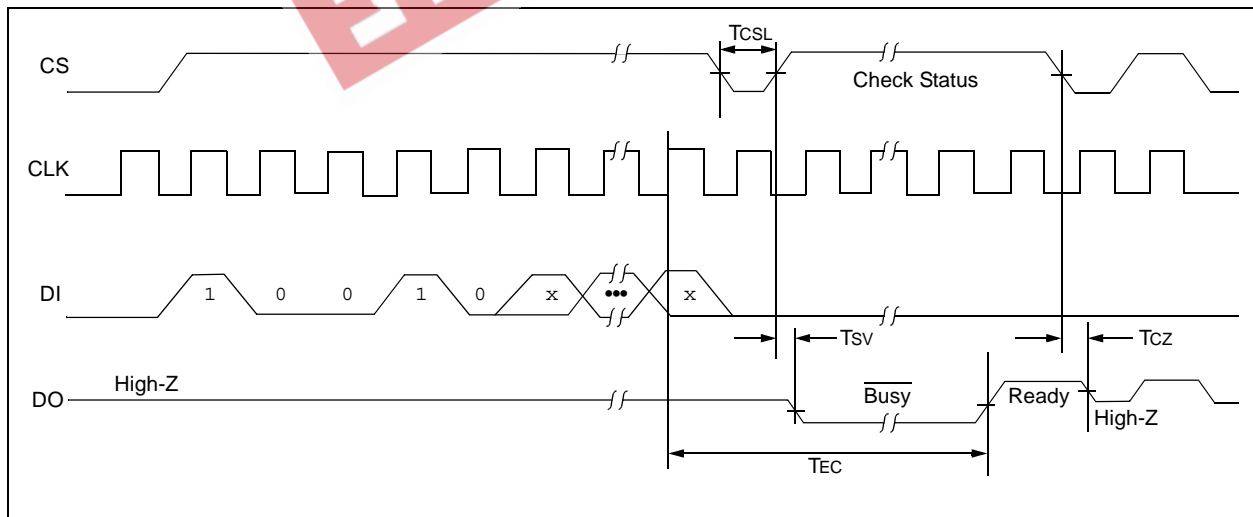 TCSL
CS
Check Status
CLK
DI 1 0 0 1 0 x ••• x
TSV TCZ
High-Z Busy Ready
DO High-Z
TEC